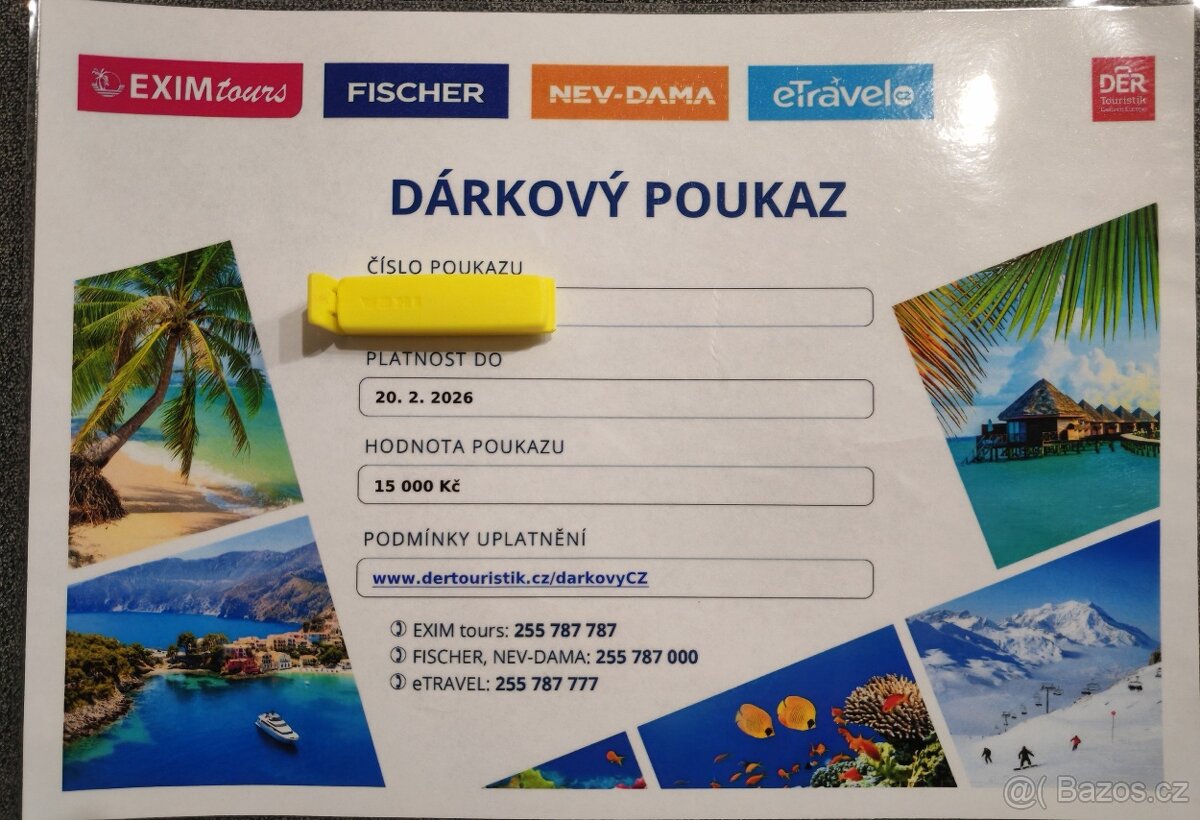 EXIMtours
FISCHER
NEV-DAMA
eTravel.cz
DER
Touristik
DÁRKOVÝ POUKAZ
ČÍSLO POUKAZU
PLATNOST DO
20. 2. 2026
HODNOTA POUKAZU
15 000 Kč
PODMÍNKY UPLATNĚNÍ
www.dertouristik.cz/darkovyCZ
EXIM tours: 255 787 787
FISCHER, NEV-DAMA: 255 787 000
eTRAVEL: 255 787 777
@( Bazos.cz